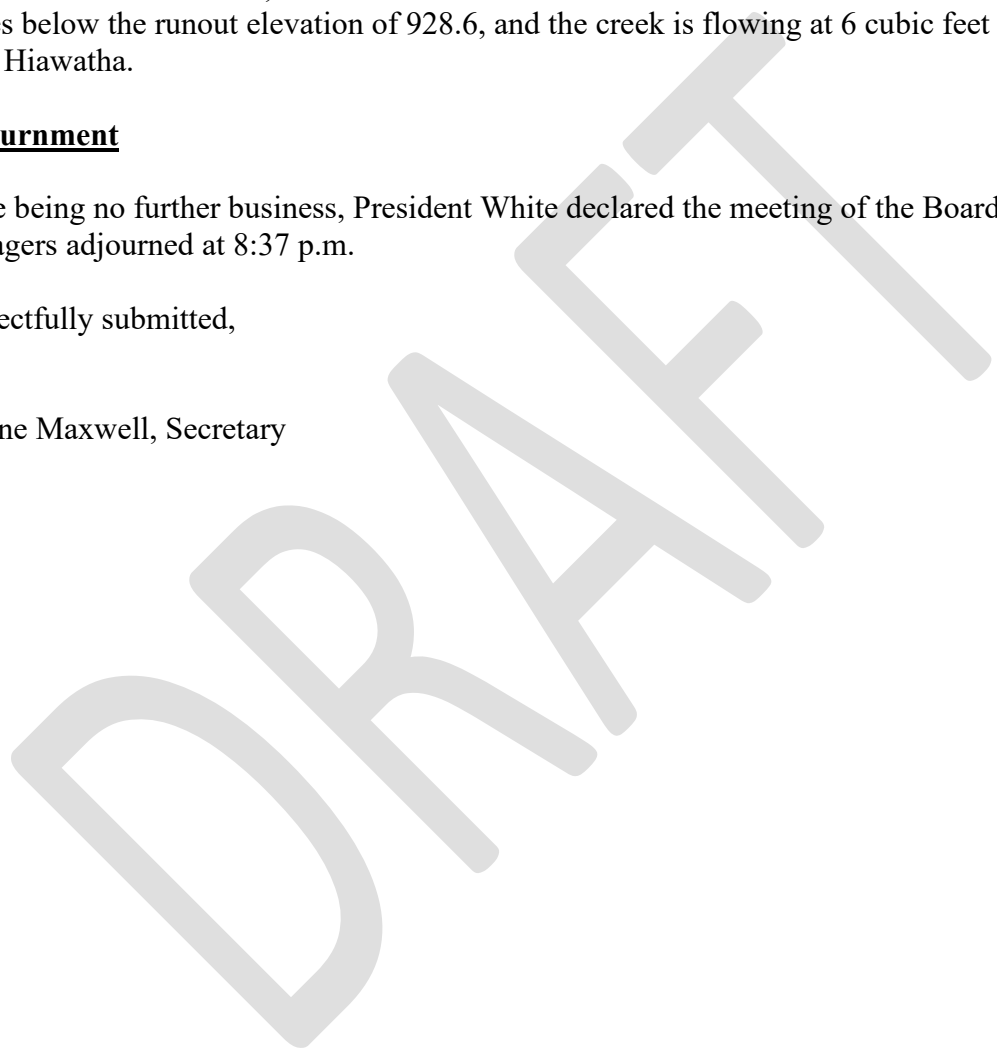 s below the runout elevation of 928.6, and the creek is flowing at 6 cubic feet
Hiawatha.
urnment
e being no further business, President White declared the meeting of the Board
agers adjourned at 8:37 p.m.
ectfully submitted,
ne Maxwell, Secretary
DRAFT